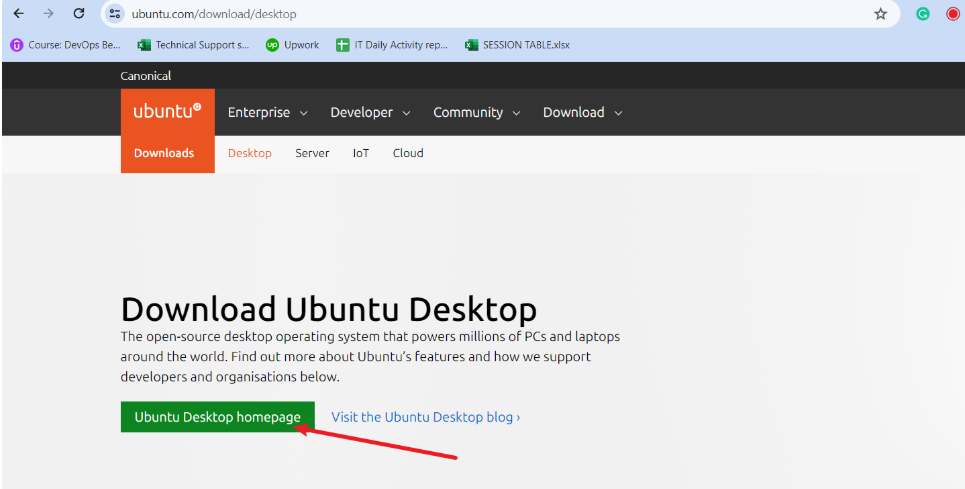 ubuntu.com/download/desktop
Course: DevOps Be... Technical Support s... Upwork IT Daily Activity rep... SESSION TABLE.xlsx
Canonical
ubuntu Enterprise Developer Community Download
Downloads Desktop Server IoT Cloud
Download Ubuntu Desktop
The open-source desktop operating system that powers millions of PCs and laptops
around the world. Find out more about Ubuntu's features and how we support
developers and organisations below.
Ubuntu Desktop homepage Visit the Ubuntu Desktop blog ›